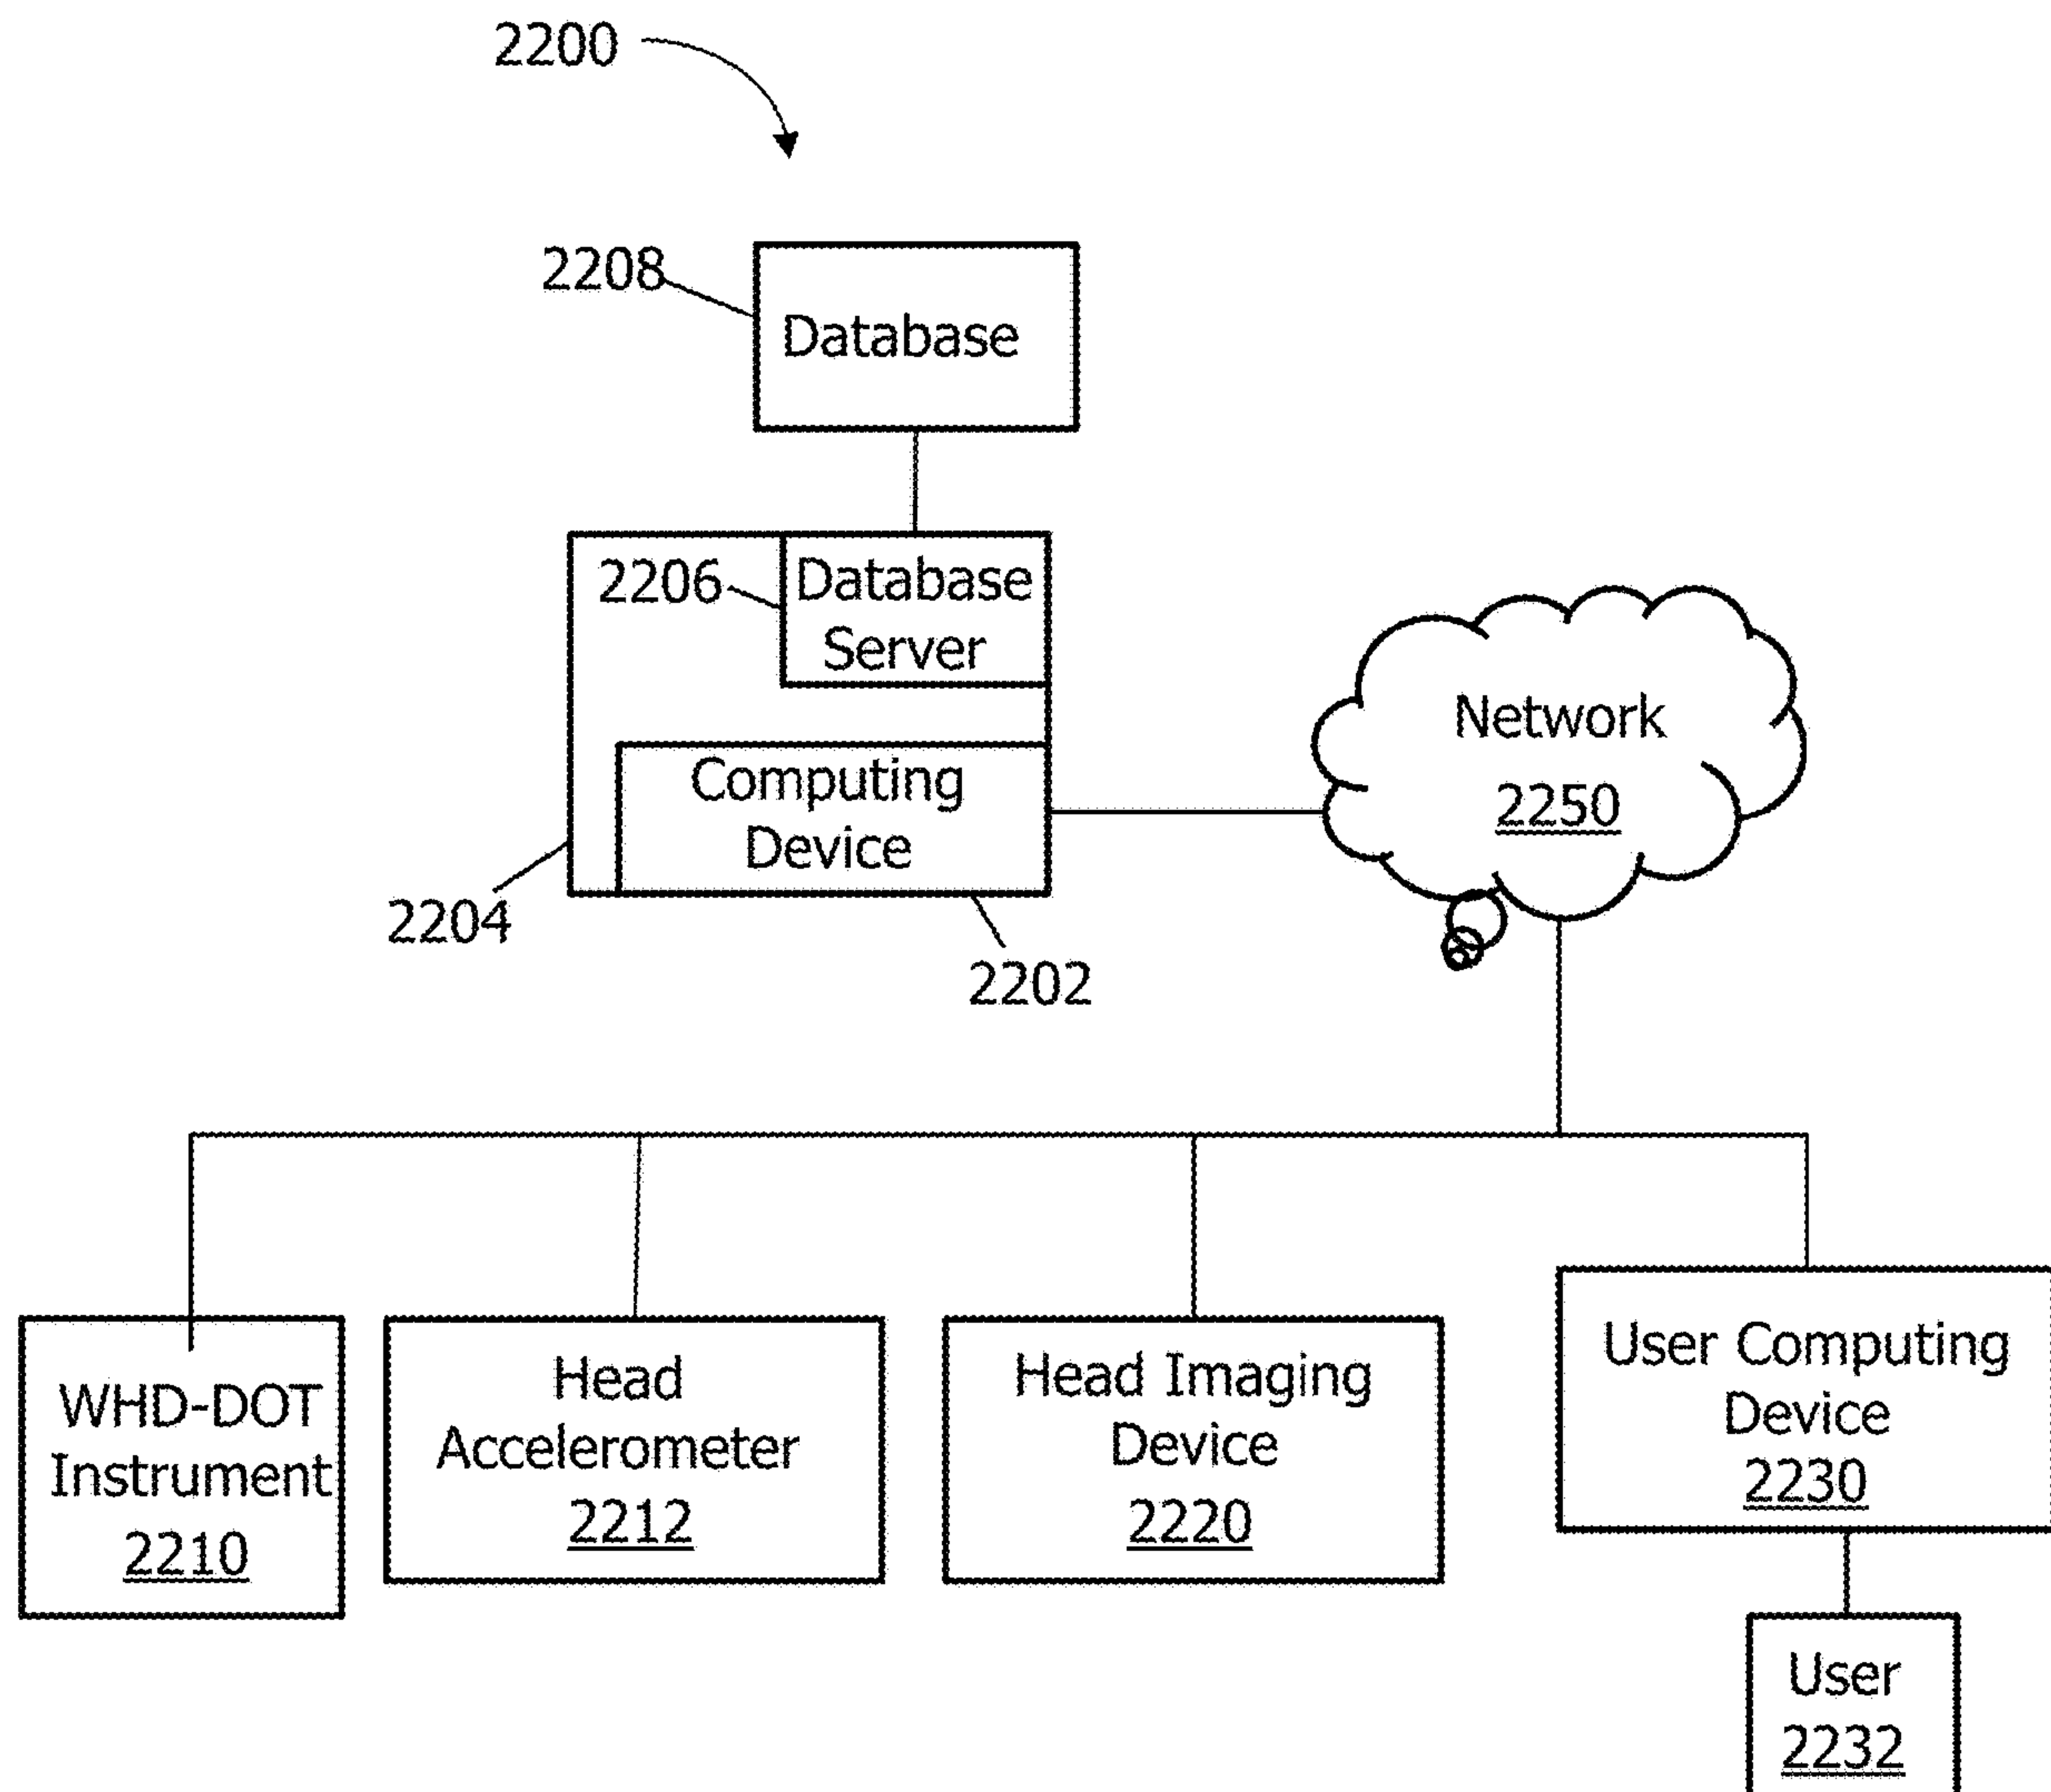 2200
2208
Database
2206
Database
Server
Computing
Device
2204
2202
Network
2250
WHD-DOT
Instrument
2210
Head
Accelerometer
2212
Head Imaging
Device
2220
User Computing
Device
2230
User
2232